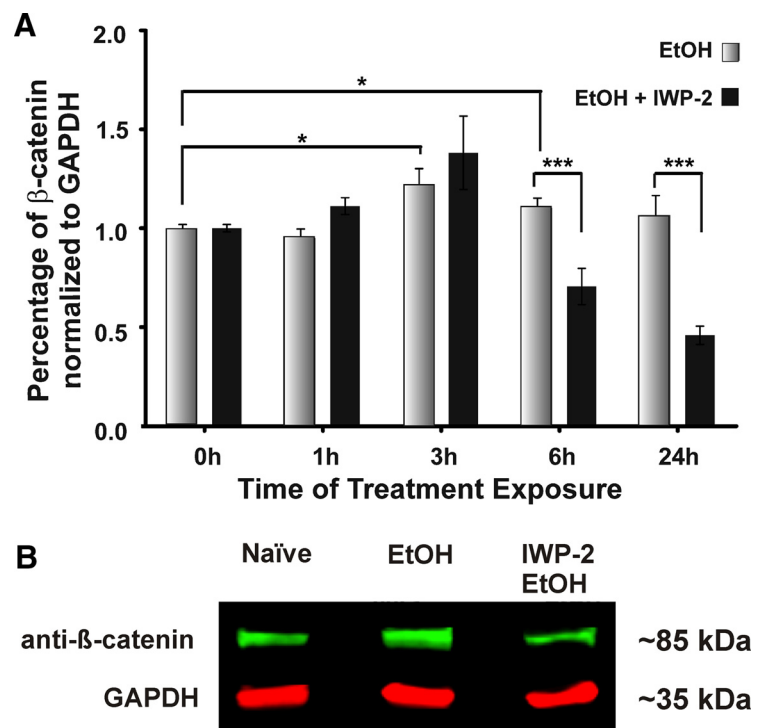 A
Percentage of β-catenin
normalized to GAPDH
2.0
1.5
1.0
0.5
0.0
EtOH
EtOH + IWP-2
*
*
***
***
0h 1h 3h 6h 24h
Time of Treatment Exposure
B
Naïve EtOH IWP-2
EtOH
anti-ß-catenin ~85 kDa
GAPDH ~35 kDa